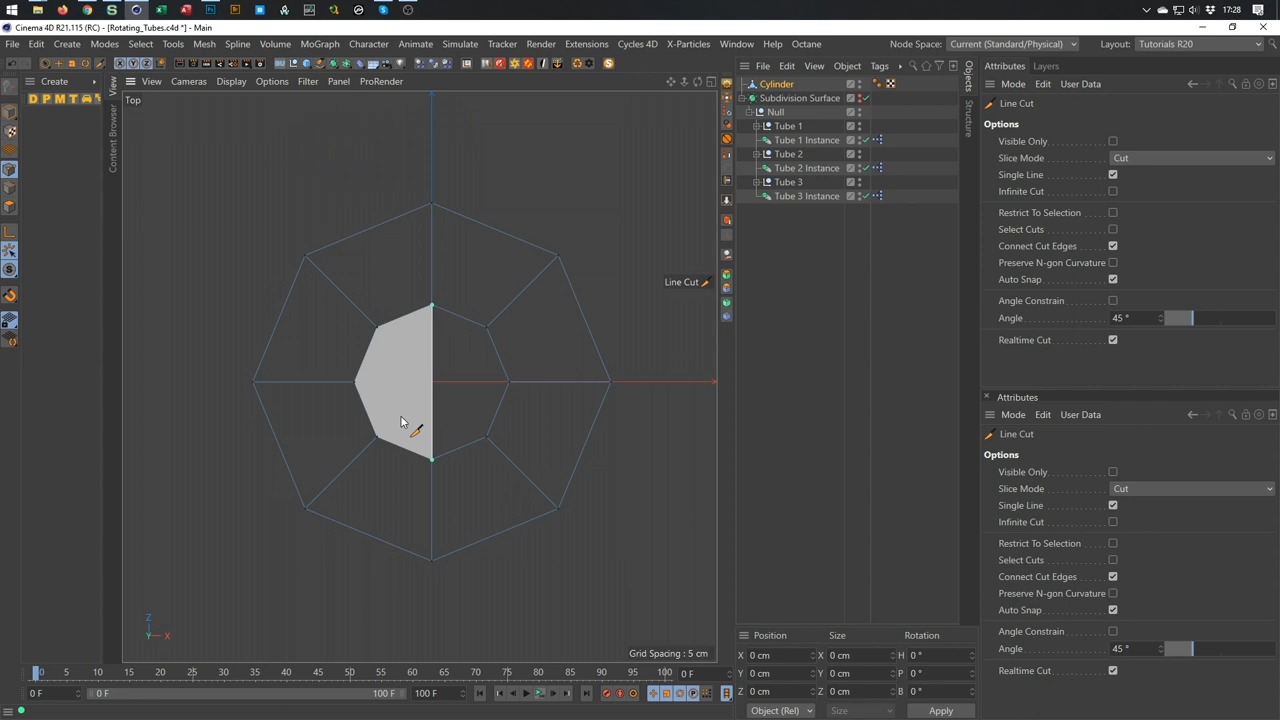 17:28
Cinema 4D R21.115 (RC) - [Rotating_Tubes.c4d *] - Main
File Edit Create Modes Select Tools Mesh Spline Volume MoGraph Character Animate Simulate Tracker Render Extensions Cycles 4D X-Particles Window Help Octane
Node Space: Current (Standard/Physical) Layout: Tutorials R20
Create
D P M T
View Cameras Display Options Filter Panel ProRender
View
Content Browser
Top
Line Cut
Grid Spacing : 5 cm
Z
Y X
File Edit View Object Tags
Objects
Structure
Cylinder
Subdivision Surface
Null
Tube 1
Tube 1 Instance
Tube 2
Tube 2 Instance
Tube 3
Tube 3 Instance
Attributes Layers
Mode Edit User Data
Line Cut
Options
Visible Only
Slice Mode Cut
Single Line
Infinite Cut
Restrict To Selection
Select Cuts
Connect Cut Edges
Preserve N-gon Curvature
Auto Snap
Angle Constrain
Angle 45 °
Realtime Cut
Attributes
Mode Edit User Data
Line Cut
Options
Visible Only
Slice Mode Cut
Single Line
Infinite Cut
Restrict To Selection
Select Cuts
Connect Cut Edges
Preserve N-gon Curvature
Auto Snap
Angle Constrain
Angle 45 °
Realtime Cut
Position Size Rotation
X 0 cm X 0 cm H 0 °
Y 0 cm Y 0 cm P 0 °
Z 0 cm Z 0 cm B 0 °
Object (Rel) Size Apply
0 5 10 15 20 25 30 35 40 45 50 55 60 65 70 75 80 85 90 95 100 0 F
0 F 0 F 100 F 100 F